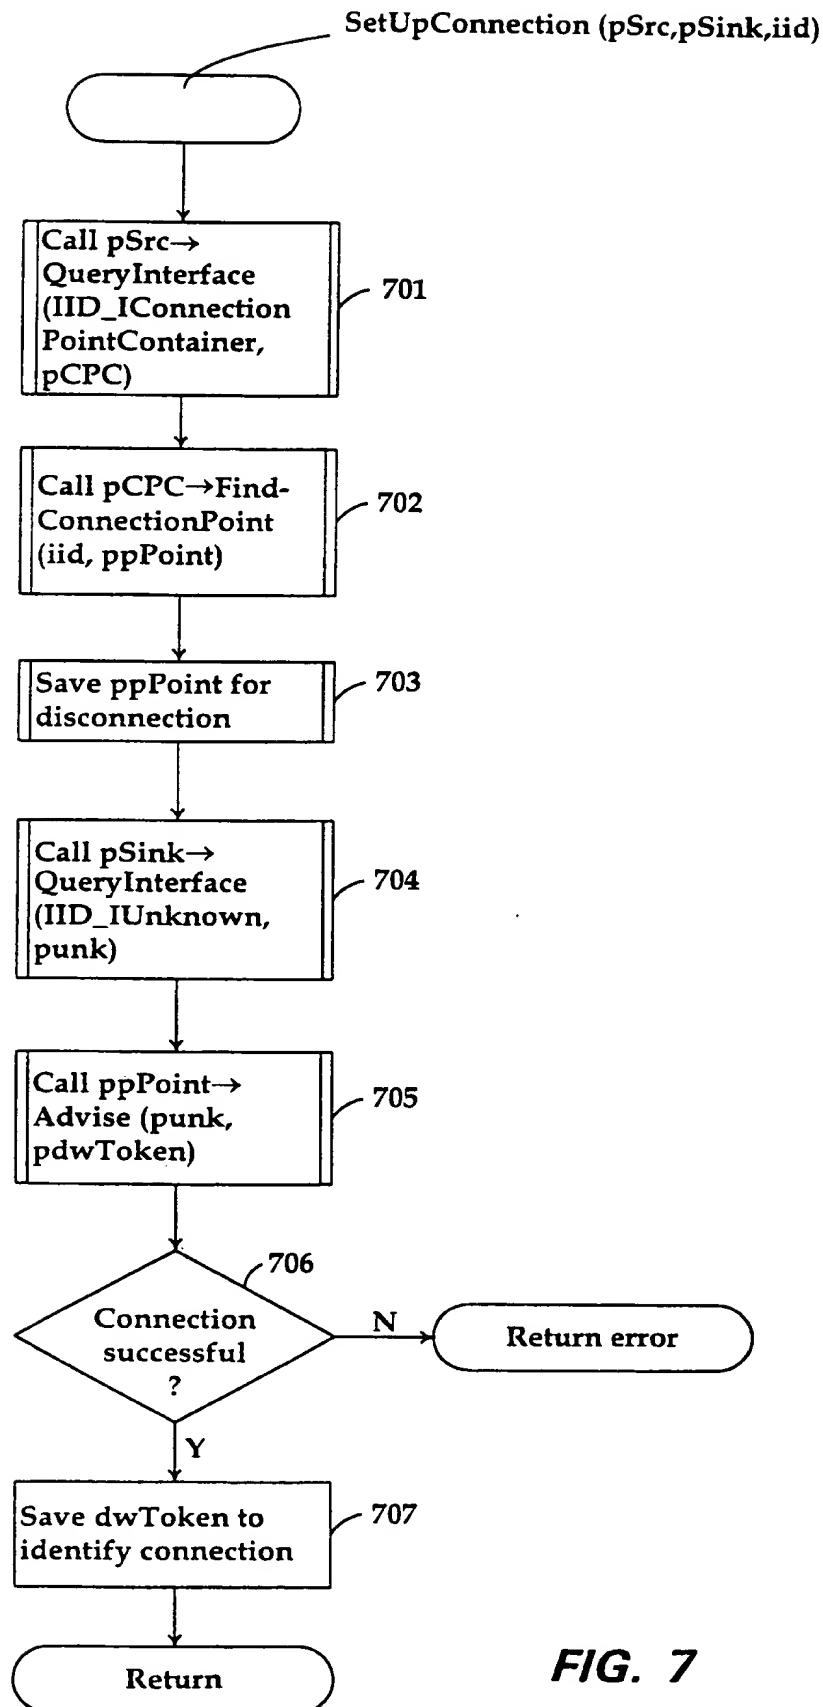 SetUpConnection (pSrc,pSink,iid)
Call pSrc→
QueryInterface
(IID_IConnection
PointContainer,
pCPC)
701
Call pCPC→Find-
ConnectionPoint
(iid, ppPoint)
702
Save ppPoint for
disconnection
703
Call pSink→
QueryInterface
(IID_IUnknown,
punk)
704
Call ppPoint→
Advise (punk,
pdwToken)
705
706
Connection
successful
?
N
Return error
Y
Save dwToken to
identify connection
707
Return
FIG. 7